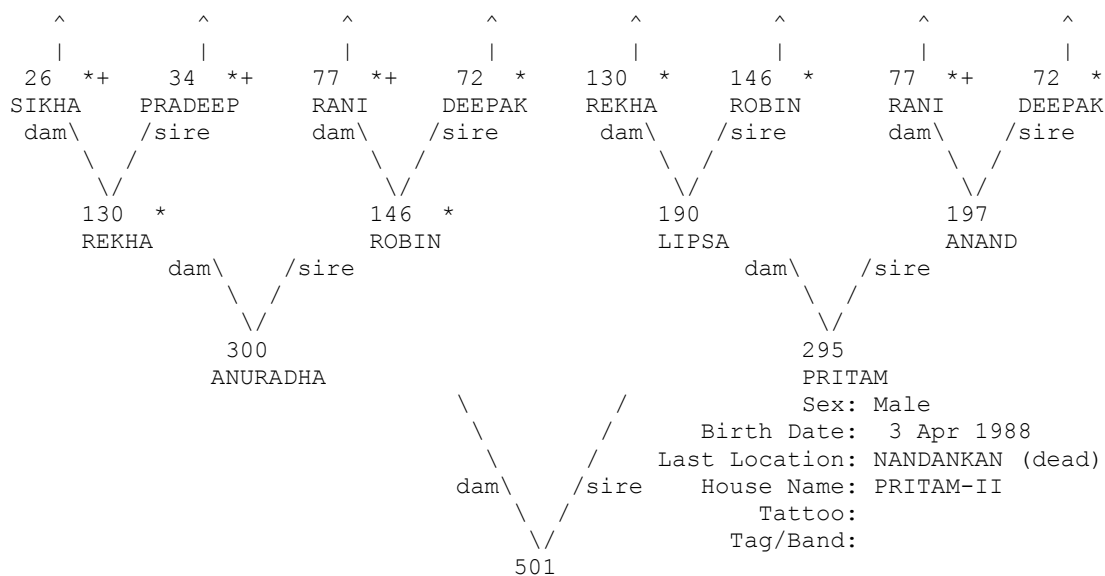 ^ ^ ^ ^ ^ ^ ^ ^
| | | | | | | |
26 *+ 34 *+ 77 *+ 72 * 130 * 146 * 77 *+ 72 *
SIKHA PRADEEP RANI DEEPAK REKHA ROBIN RANI DEEPAK
dam\ /sire dam\ /sire dam\ /sire dam\ /sire
\ / \ / \ / \ /
\/ \/ \/ \/
130 * 146 * 190 197
REKHA ROBIN LIPSA ANAND
dam\ /sire dam\ /sire
\ / \ /
\/ \/
300 295
ANURADHA PRITAM
\ / Sex: Male
\ / Birth Date: 3 Apr 1988
\ / Last Location: NANDANKAN (dead)
dam\ /sire House Name: PRITAM-II
\ / Tattoo:
\/ Tag/Band:
501